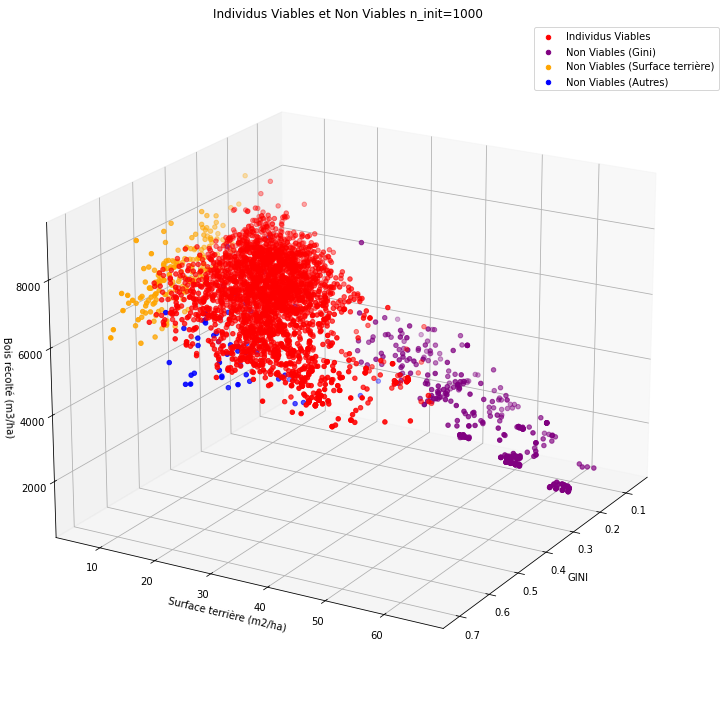 Individus Viables et Non Viables n_init=1000
Individus Viables
Non Viables (Gini)
Non Viables (Surface terrière)
Non Viables (Autres)
8000
6000
4000
2000
Bois récolté (m3/ha)
10
20
30
40
50
60
Surface terrière (m2/ha)
0.1
0.2
0.3
0.4
0.5
0.6
0.7
GINI